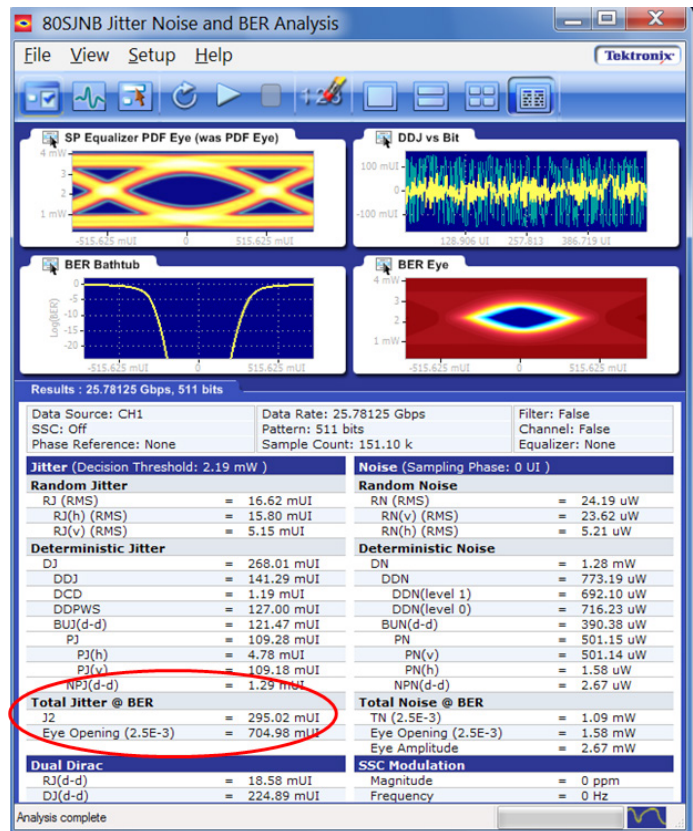 80SJNB Jitter Noise and BER Analysis
File View Setup Help
Tektronix
SP Equalizer PDF Eye (was PDF Eye)
4 mW
3
2
1 mW
-515.625 mUI 0 515.625 mUI
DDJ vs Bit
100 mUI
0
-100 mUI
128.906 UI 257.813 386.719 UI
BER Bathtub
Log(BER)
0
-5
-10
-15
-20
-515.625 mUI 0 515.625 mUI
BER Eye
4 mW
3
2
1 mW
-515.625 mUI 0 515.625 mUI
Results : 25.78125 Gbps, 511 bits
Data Source: CH1 Data Rate: 25.78125 Gbps Filter: False
SSC: Off Pattern: 511 bits Channel: False
Phase Reference: None Sample Count: 151.10 k Equalizer: None
Jitter (Decision Threshold: 2.19 mW )
Random Jitter
RJ (RMS) = 16.62 mUI
RJ(h) (RMS) = 15.80 mUI
RJ(v) (RMS) = 5.15 mUI
Deterministic Jitter
DJ = 268.01 mUI
DDJ = 141.29 mUI
DCD = 1.19 mUI
DDPWS = 127.00 mUI
BUJ(d-d) = 121.47 mUI
PJ = 109.28 mUI
PJ(h) = 4.78 mUI
PJ(v) = 109.18 mUI
NPJ(d-d) = 1.29 mUI
Total Jitter @ BER
J2 = 295.02 mUI
Eye Opening (2.5E-3) = 704.98 mUI
Dual Dirac
RJ(d-d) = 18.58 mUI
DJ(d-d) = 224.89 mUI
Noise (Sampling Phase: 0 UI )
Random Noise
RN (RMS) = 24.19 uW
RN(v) (RMS) = 23.62 uW
RN(h) (RMS) = 5.21 uW
Deterministic Noise
DN = 1.28 mW
DDN = 773.19 uW
DDN(level 1) = 692.10 uW
DDN(level 0) = 716.23 uW
BUN(d-d) = 390.38 uW
PN = 501.15 uW
PN(v) = 501.14 uW
PN(h) = 1.58 uW
NPN(d-d) = 2.67 uW
Total Noise @ BER
TN (2.5E-3) = 1.09 mW
Eye Opening (2.5E-3) = 1.58 mW
Eye Amplitude = 2.67 mW
SSC Modulation
Magnitude = 0 ppm
Frequency = 0 Hz
Analysis complete